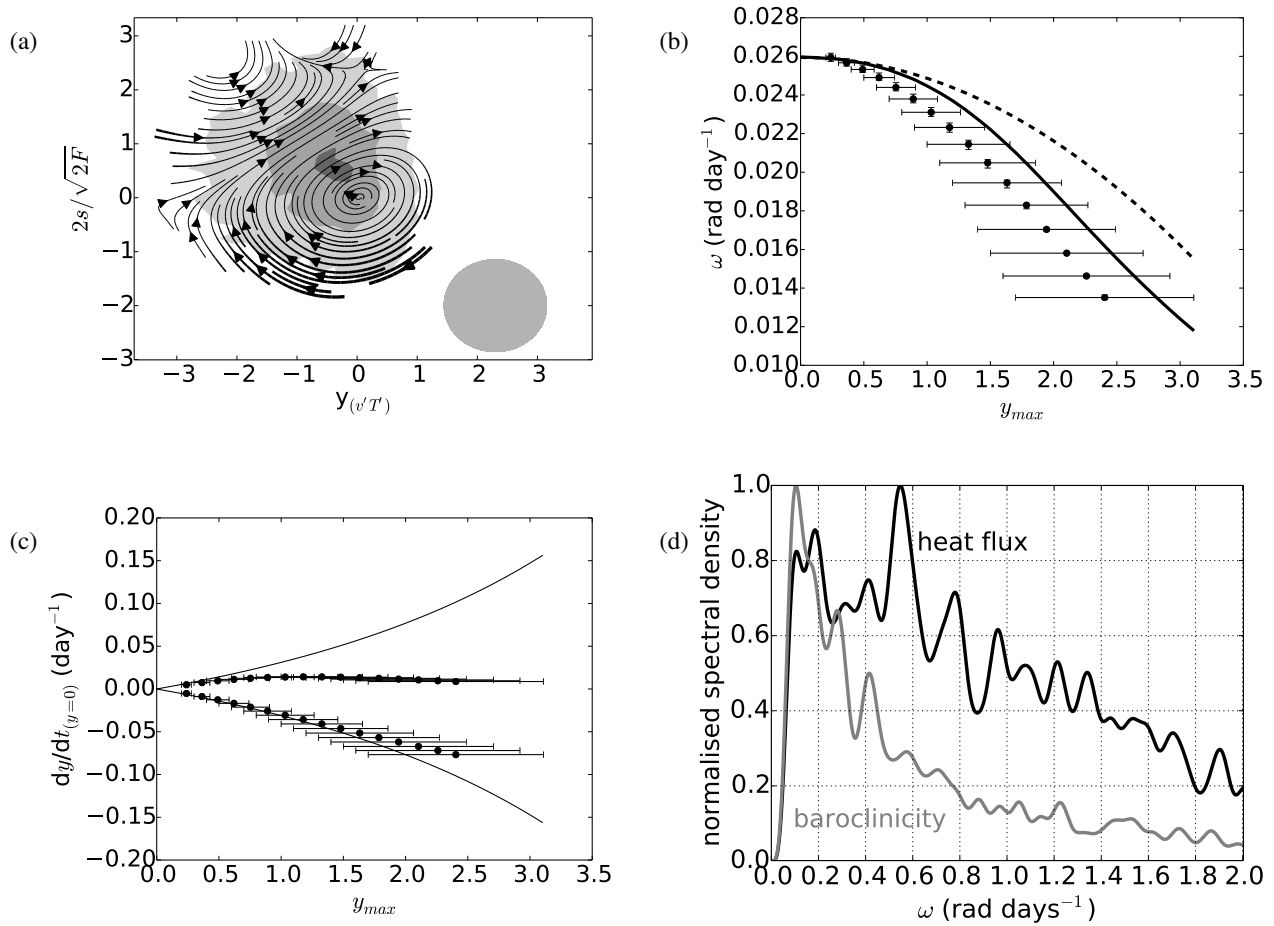 (a)
3
2
1
0
−1
−2
−3
2s/√2F
−3 −2 −1 0 1 2 3
y(v′T′)
(b)
0.028
0.026
0.024
0.022
0.020
0.018
0.016
0.014
0.012
0.010
ω (rad day−1)
0.0 0.5 1.0 1.5 2.0 2.5 3.0 3.5
ymax
(c)
0.20
0.15
0.10
0.05
0.00
−0.05
−0.10
−0.15
−0.20
dy/dt(y=0) (day−1)
0.0 0.5 1.0 1.5 2.0 2.5 3.0 3.5
ymax
(d)
1.0
0.8
0.6
0.4
0.2
0.0
normalised spectral density
heat flux
baroclinicity
0.0 0.2 0.4 0.6 0.8 1.0 1.2 1.4 1.6 1.8 2.0
ω (rad days−1)